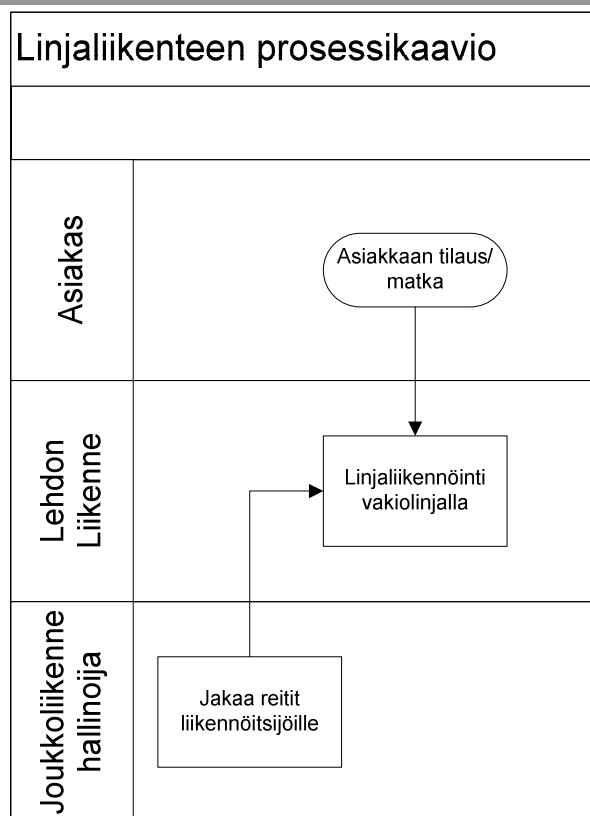 Linjaliikenteen prosessikaavio
Asiakas
Asiakkaan tilaus/
matka
Lehdon
Liikenne
Linjaliikennöinti
vakiolinjalla
Joukkoliikenne
hallinoija
Jakaa reitit
liikennöitsijöille